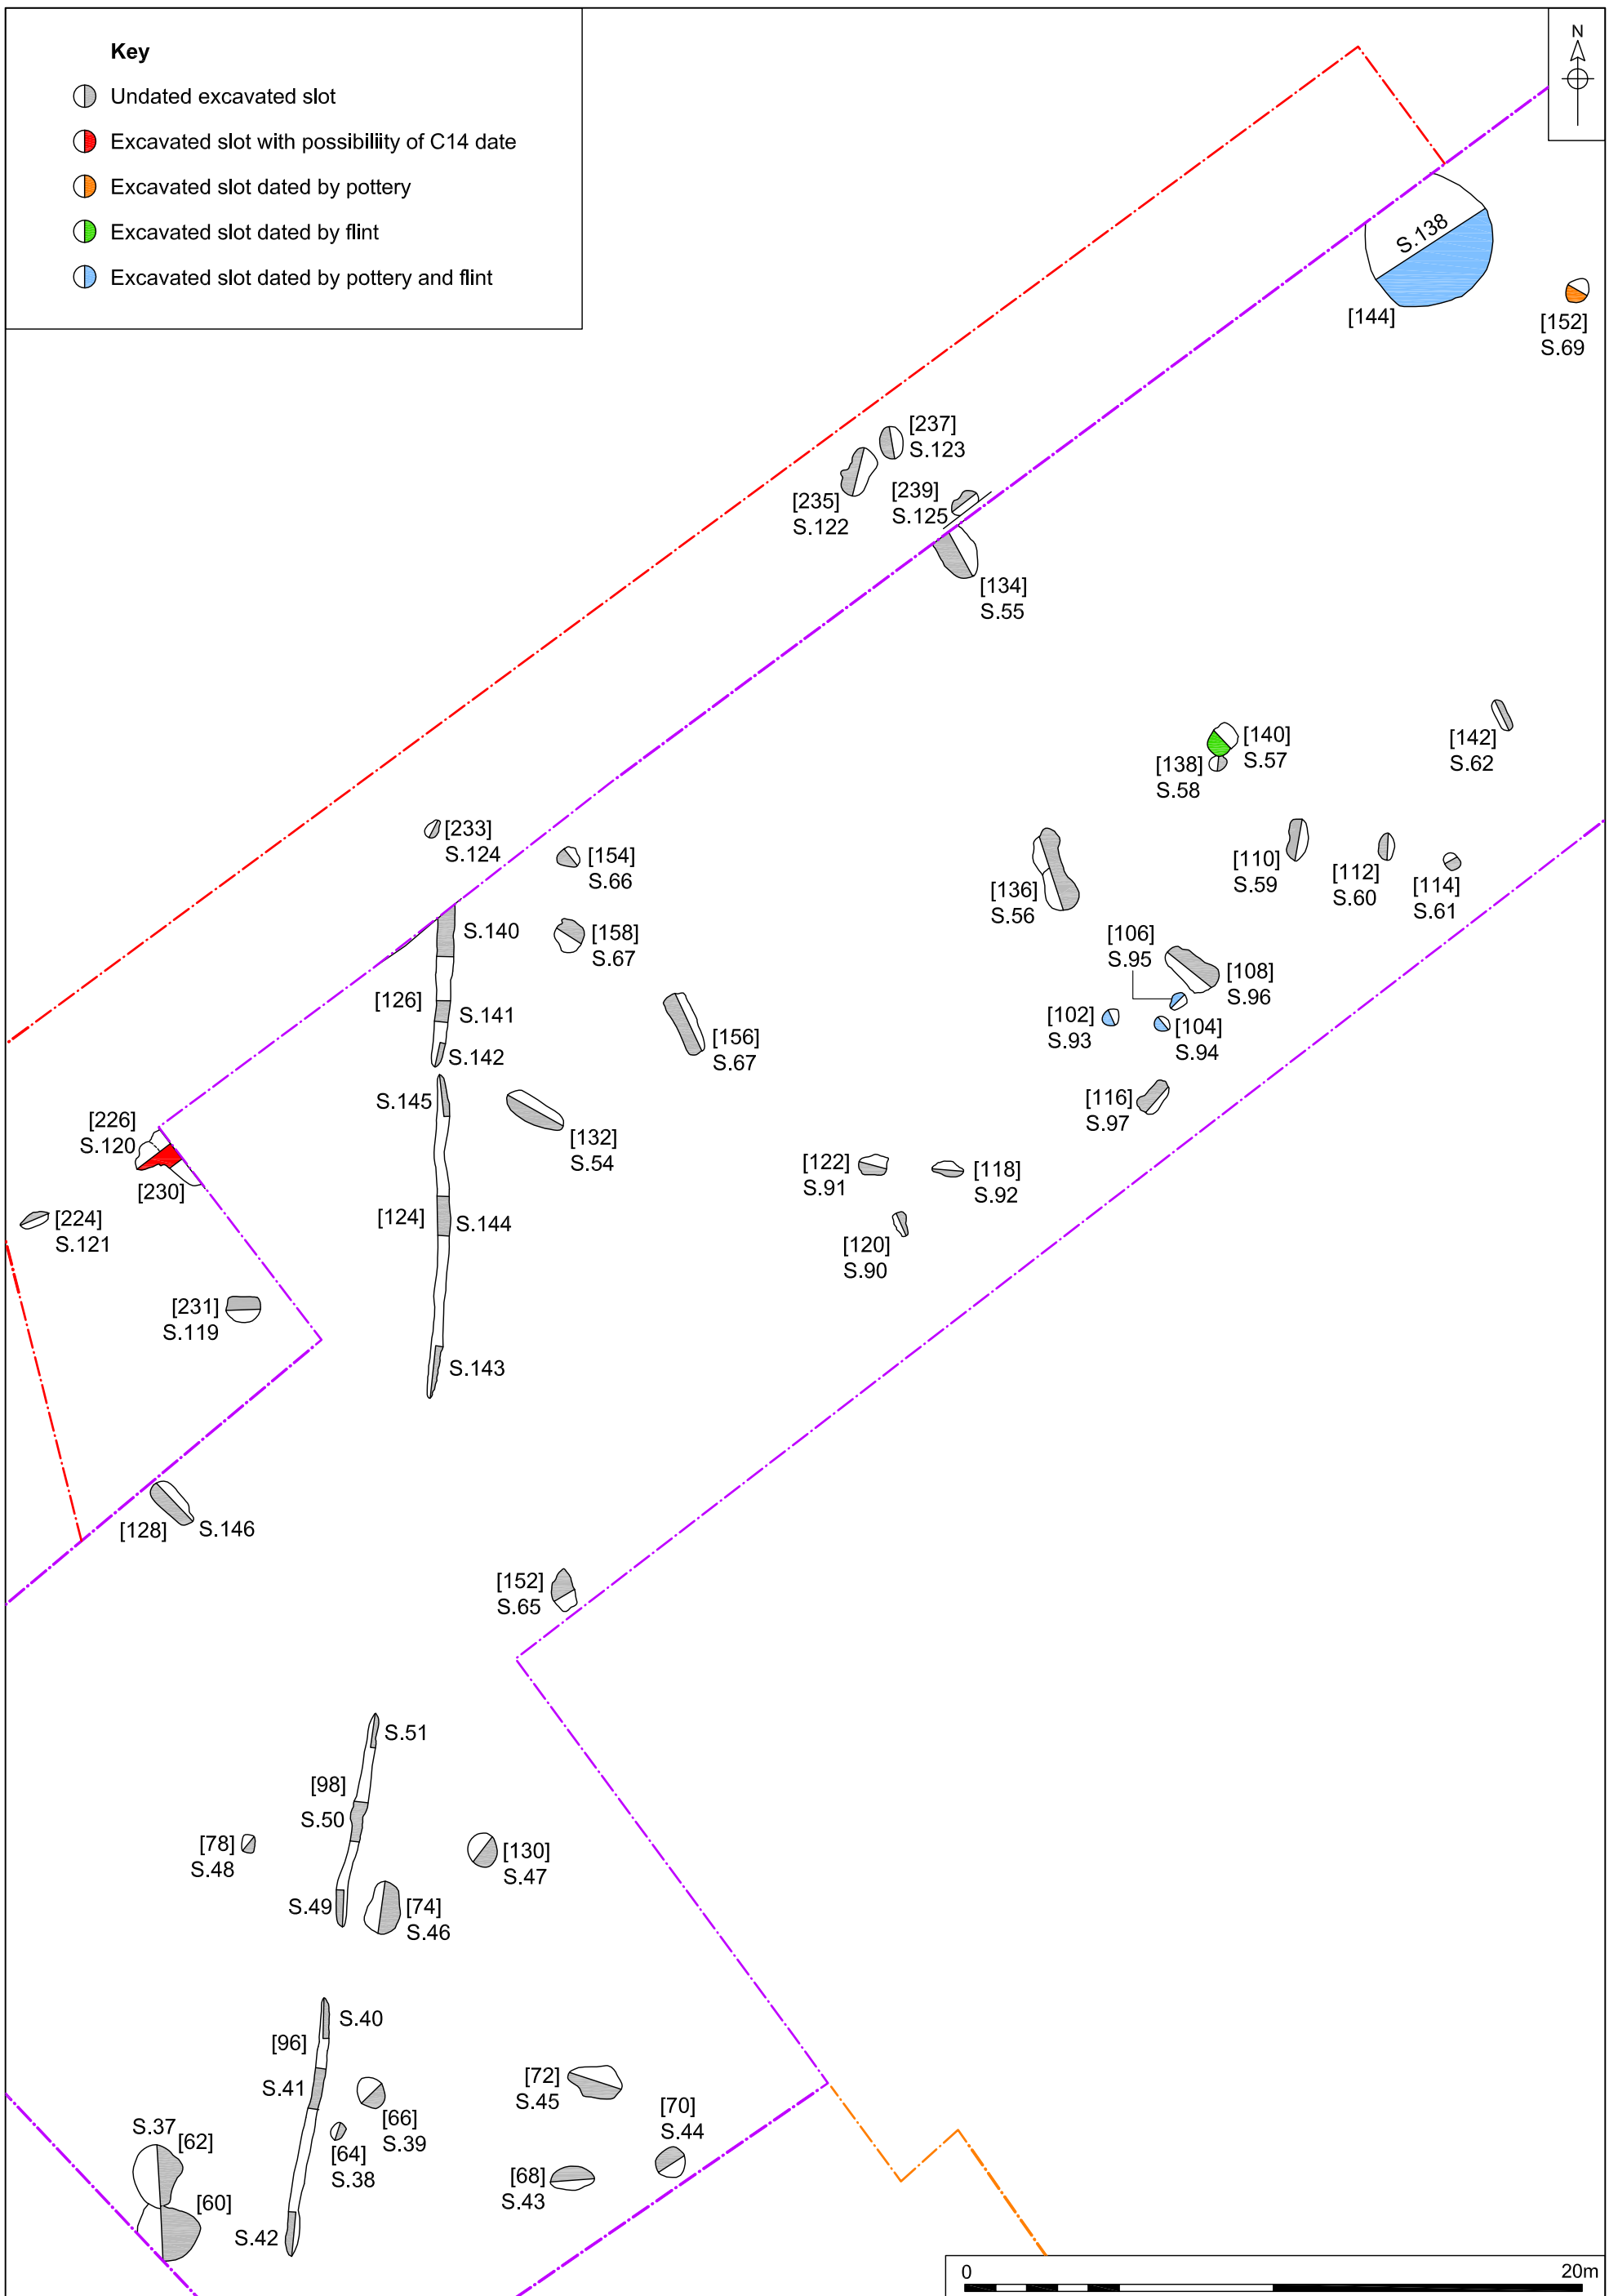 Key
Undated excavated slot
Excavated slot with possibiliity of C14 date
Excavated slot dated by pottery
Excavated slot dated by flint
Excavated slot dated by pottery and flint
N
S.138
[144]
[152]
S.69
[237]
S.123
[235]
S.122
[239]
S.125
[134]
S.55
[140]
S.57
[138]
S.58
[142]
S.62
[233]
S.124
[154]
S.66
[110]
S.59
[112]
S.60
[114]
S.61
[136]
S.56
S.140
[158]
S.67
[106]
S.95
[108]
S.96
[126]
S.141
[102]
S.93
[104]
S.94
[156]
S.67
S.142
S.145
[116]
S.97
[226]
S.120
[132]
S.54
[122]
S.91
[118]
S.92
[230]
[224]
S.121
[124]
S.144
[120]
S.90
[231]
S.119
S.143
[128]
S.146
[152]
S.65
S.51
[98]
S.50
[78]
S.48
[130]
S.47
S.49
[74]
S.46
S.40
[96]
S.41
[72]
S.45
[66]
S.39
[70]
S.44
S.37
[62]
[64]
S.38
[68]
S.43
[60]
S.42
0
20m